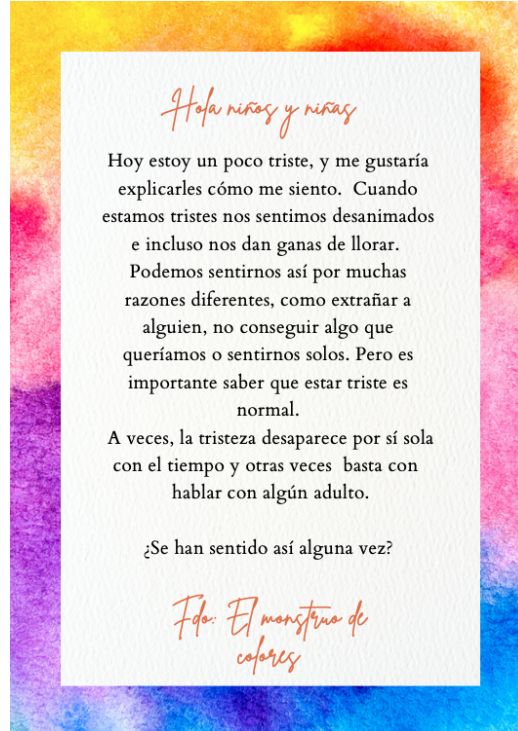 Hola niños y niñas
Hoy estoy un poco triste, y me gustaría
explicarles cómo me siento. Cuando
estamos tristes nos sentimos desanimados
e incluso nos dan ganas de llorar.
Podemos sentirnos así por muchas
razones diferentes, como extrañar a
alguien, no conseguir algo que
queríamos o sentirnos solos. Pero es
importante saber que estar triste es
normal.
A veces, la tristeza desaparece por sí sola
con el tiempo y otras veces basta con
hablar con algún adulto.
¿Se han sentido así alguna vez?
Fdo: El monstruo de
colores